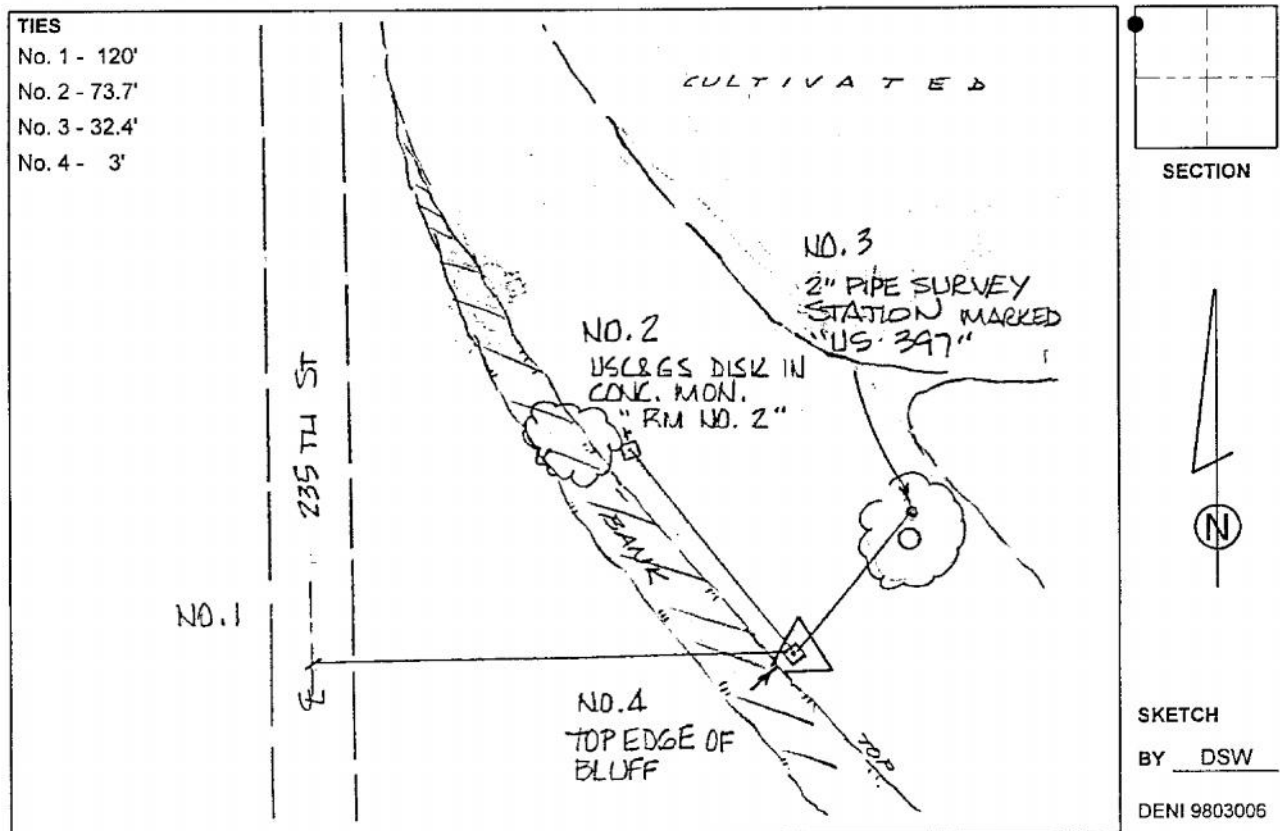 TIES
No. 1 - 120'
No. 2 - 73.7'
No. 3 - 32.4'
No. 4 - 3'
CULTIVATED
SECTION
NO. 3
2" PIPE SURVEY
STATION MARKED
"US 397"
NO. 2
USC&GS DISK IN
CONC. MON.
"RM NO. 2"
235 TH ST
BANK
N
NO. 1
℄
NO. 4
TOP EDGE OF
BLUFF
TOP
SKETCH
BY DSW
DENI 9803006